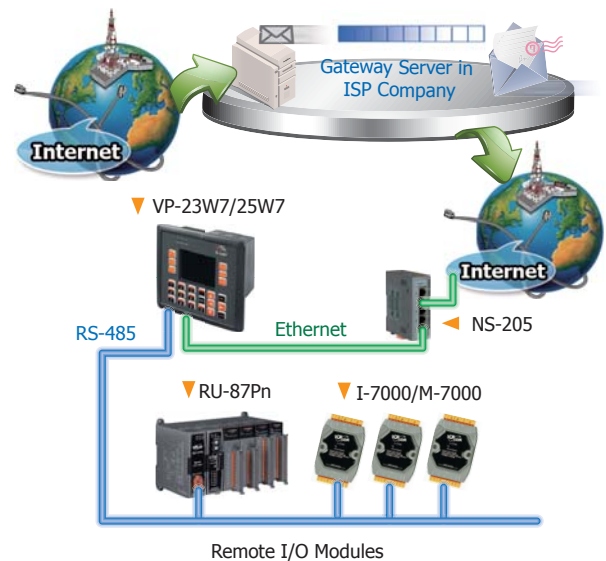 Gateway Server in
ISP Company
Internet
VP-23W7/25W7
Internet
RS-485
Ethernet
NS-205
RU-87Pn
I-7000/M-7000
Remote I/O Modules